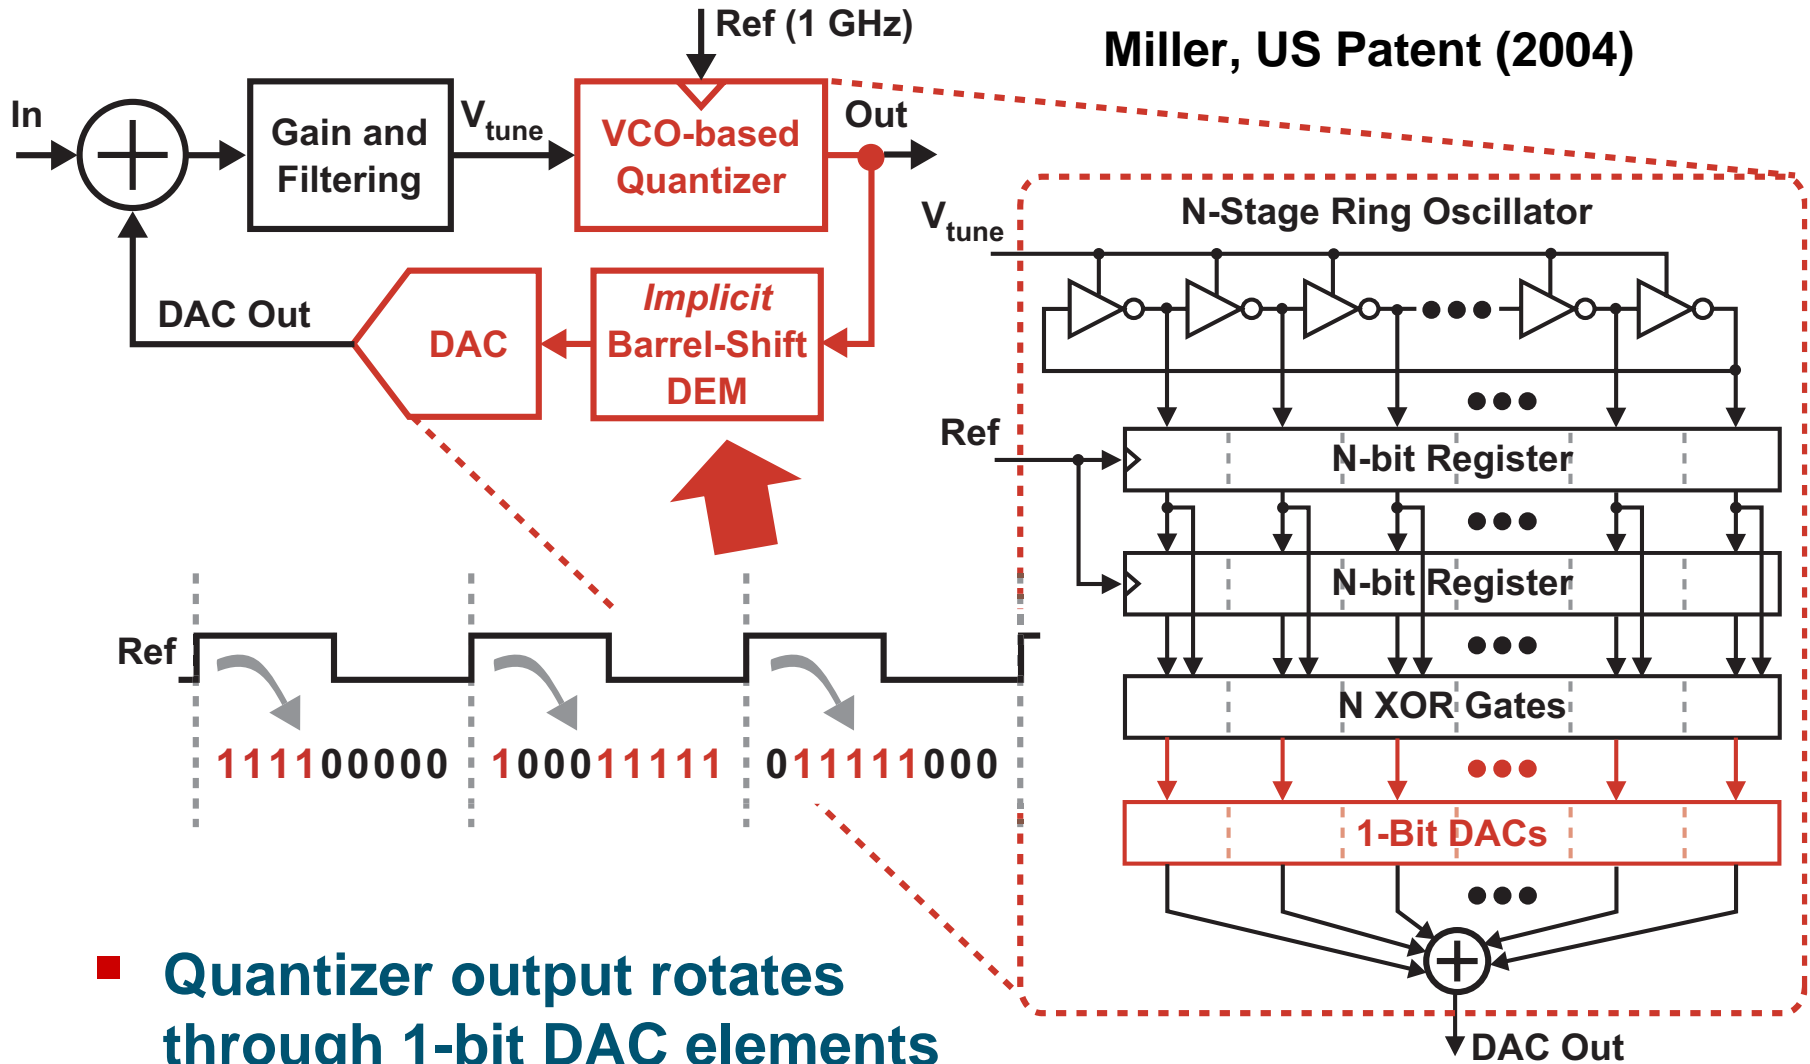 Ref (1 GHz)
Miller, US Patent (2004)
In
Gain and
Filtering
Vtune
VCO-based
Quantizer
Out
DAC Out
DAC
Implicit
Barrel-Shift
DEM
Vtune
N-Stage Ring Oscillator
Ref
N-bit Register
N-bit Register
N XOR Gates
1-Bit DACs
DAC Out
Ref
111100000 100011111 011111000
Quantizer output rotates
through 1-bit DAC elements